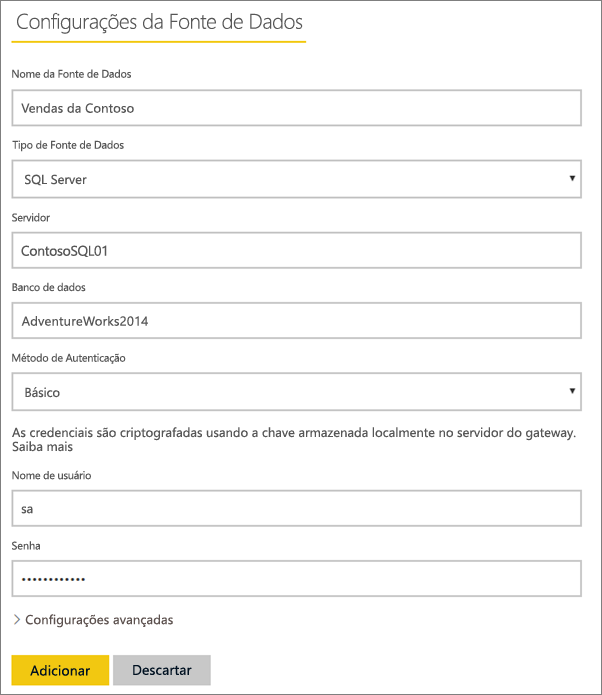 Configurações da Fonte de Dados
Nome da Fonte de Dados
Vendas da Contoso
Tipo de Fonte de Dados
SQL Server
Servidor
ContosoSQL01
Banco de dados
AdventureWorks2014
Método de Autenticação
Básico
As credenciais são criptografadas usando a chave armazenada localmente no servidor do gateway.
Saiba mais
Nome de usuário
sa
Senha
••••••••••••
Configurações avançadas
Adicionar
Descartar